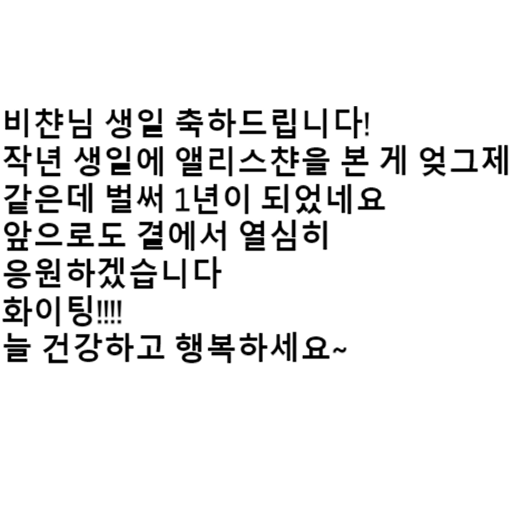 비챤님 생일 축하드립니다!
작년 생일에 앨리스챤을 본 게 엊그제
같은데 벌써 1년이 되었네요
앞으로도 곁에서 열심히
응원하겠습니다
화이팅!!!!
늘 건강하고 행복하세요~